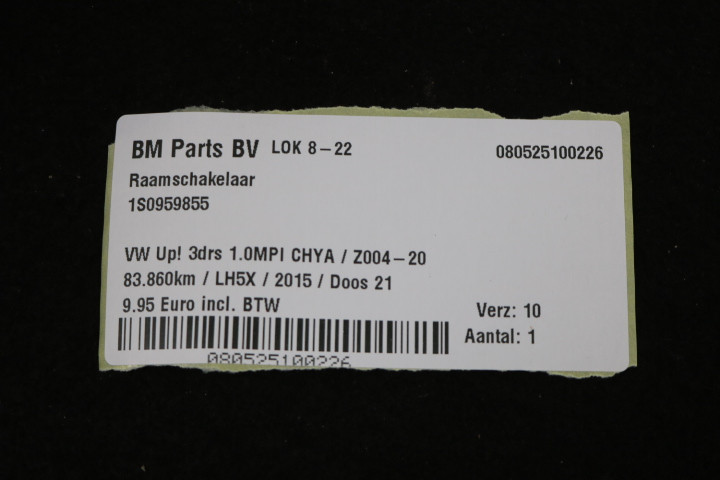 BM Parts BV LOK 8-22 080525100226
Raamschakelaar
1S0959855
VW Up! 3drs 1.0MPI CHYA / Z004-20
83.860km / LH5X / 2015 / Doos 21
9.95 Euro incl. BTW Verz: 10
Aantal: 1
080525100226